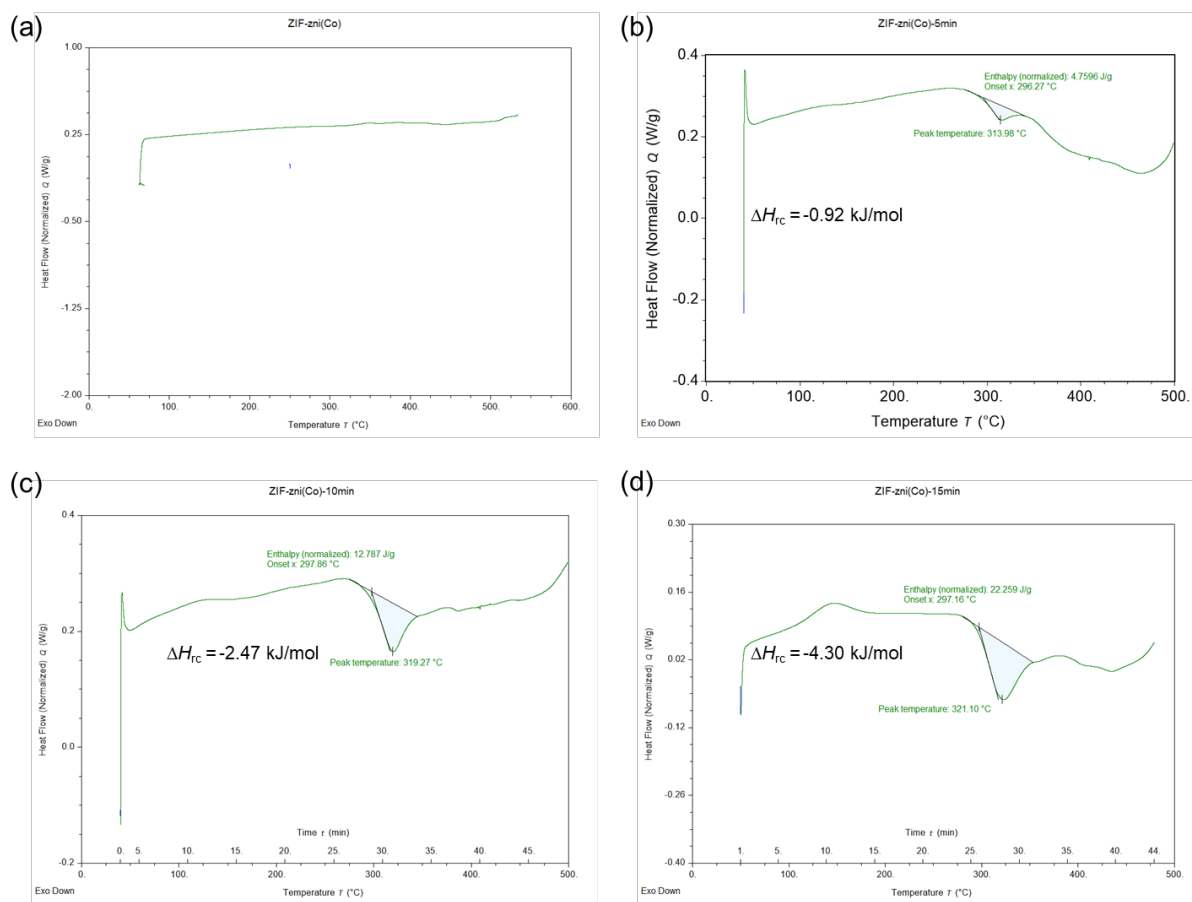 (a)
ZIF-zni(Co)
1.00
0.25
-0.50
-1.25
-2.00
Heat Flow (Normalized) Q (W/g)
0.
100.
200.
300.
400.
500.
600.
Exo Down
Temperature T (°C)
(b)
ZIF-zni(Co)-5min
0.4
0.2
0.0
-0.2
-0.4
Heat Flow (Normalized) Q (W/g)
Enthalpy (normalized): 4.7596 J/g
Onset x: 296.27 °C
Peak temperature: 313.98 °C
ΔHrc = -0.92 kJ/mol
0.
100.
200.
300.
400.
500.
Exo Down
Temperature T (°C)
(c)
ZIF-zni(Co)-10min
0.4
0.2
0.0
-0.2
Heat Flow (Normalized) Q (W/g)
Enthalpy (normalized): 12.787 J/g
Onset x: 297.86 °C
ΔHrc = -2.47 kJ/mol
Peak temperature: 319.27 °C
Time t (min)
0. 5. 10. 15. 20. 25. 30. 35. 40. 45. 50.
0. 100. 200. 300. 400. 500.
Exo Down
Temperature T (°C)
(d)
ZIF-zni(Co)-15min
0.30
0.16
0.02
-0.12
-0.26
-0.40
Heat Flow (Normalized) Q (W/g)
Enthalpy (normalized): 22.259 J/g
Onset x: 297.16 °C
ΔHrc = -4.30 kJ/mol
Peak temperature: 321.10 °C
Time t (min)
1. 5. 10. 15. 20. 25. 30. 35. 40. 44.
0. 100. 200. 300. 400. 500.
Exo Down
Temperature T (°C)